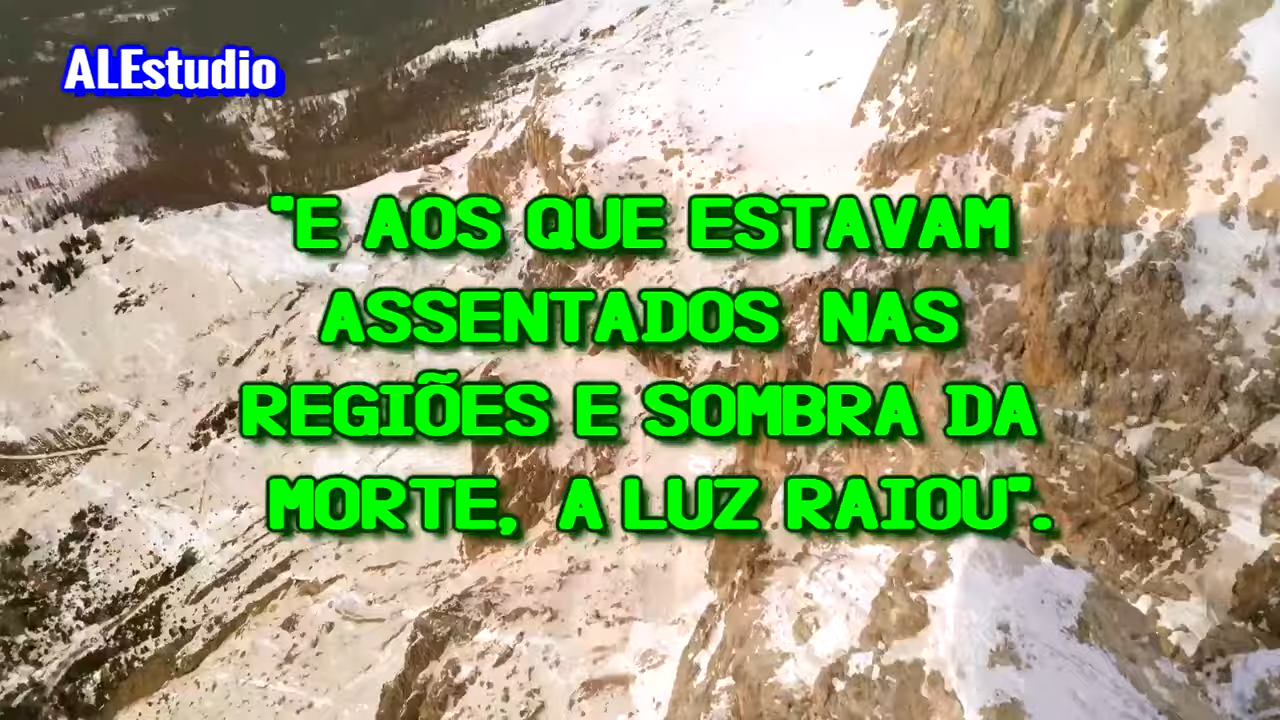 ALEstudio
"E AOS QUE ESTAVAM
ASSENTADOS NAS
REGIÕES E SOMBRA DA
MORTE, A LUZ RAIOU".